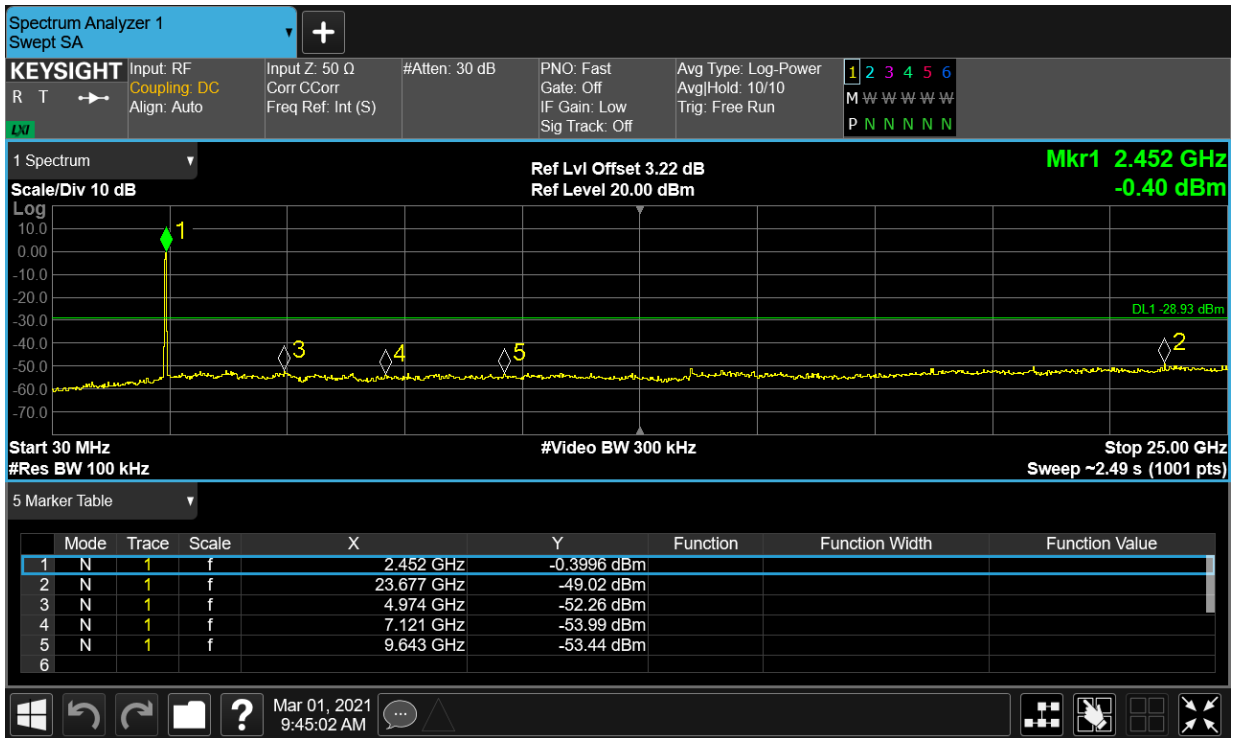 Spectrum Analyzer 1
Swept SA
KEYSIGHT
R T
LXI
Input: RF
Coupling: DC
Align: Auto
Input Z: 50 Ω
Corr CCorr
Freq Ref: Int (S)
#Atten: 30 dB
PNO: Fast
Gate: Off
IF Gain: Low
Sig Track: Off
Avg Type: Log-Power
Avg|Hold: 10/10
Trig: Free Run
1 2 3 4 5 6
M W W W W W
P N N N N N
1 Spectrum
Scale/Div 10 dB
Ref Lvl Offset 3.22 dB
Ref Level 20.00 dBm
Mkr1 2.452 GHz
-0.40 dBm
Log
10.0
0.00
-10.0
-20.0
-30.0
-40.0
-50.0
-60.0
-70.0
1
DL1 -28.93 dBm
3
4
5
2
Start 30 MHz
#Video BW 300 kHz
Stop 25.00 GHz
#Res BW 100 kHz
Sweep ~2.49 s (1001 pts)
5 Marker Table
Mode Trace Scale X Y Function Function Width Function Value
1 N 1 f 2.452 GHz -0.3996 dBm
2 N 1 f 23.677 GHz -49.02 dBm
3 N 1 f 4.974 GHz -52.26 dBm
4 N 1 f 7.121 GHz -53.99 dBm
5 N 1 f 9.643 GHz -53.44 dBm
6
?
Mar 01, 2021
9:45:02 AM